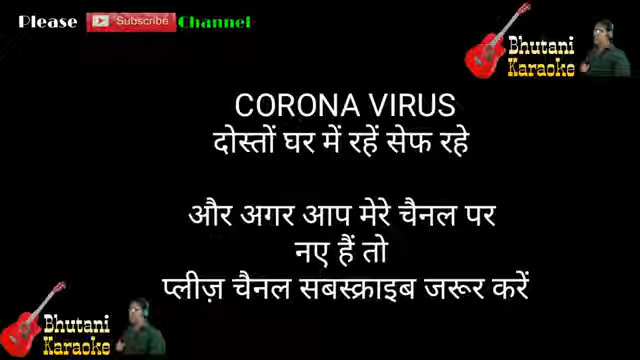 Please Subscribe Channel
Bhutani
Karaoke
CORONA VIRUS
दोस्तों घर में रहें सेफ रहे
और अगर आप मेरे चैनल पर
नए हैं तो
प्लीज़ चैनल सबस्क्राइब जरूर करें
Bhutani
Karaoke